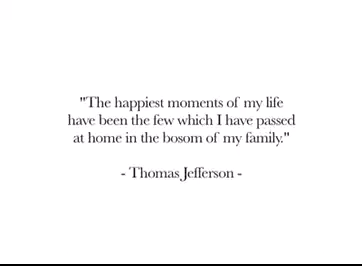 "The happiest moments of my life
have been the few which I have passed
at home in the bosom of my family."
- Thomas Jefferson -